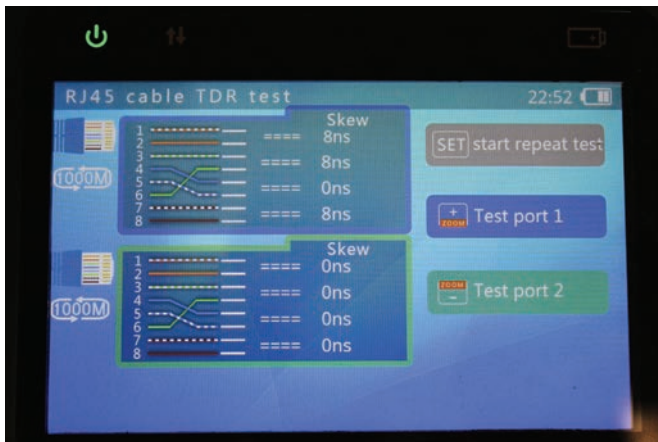 RJ45 cable TDR test 22:52
Skew
1
2 ==== 8ns
3
4 ==== 8ns
5
6 ==== 0ns
7
8 ==== 8ns
1000M
SET start repeat test
+ ZOOM Test port 1
Skew
1
2 ==== 0ns
3
4 ==== 0ns
5
6 ==== 0ns
7
8 ==== 0ns
1000M
ZOOM - Test port 2